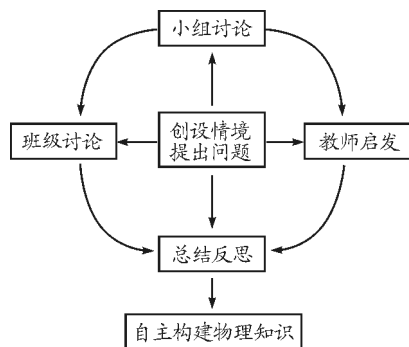 小组讨论
班级讨论
创设情境
提出问题
教师启发
总结反思
自主构建物理知识